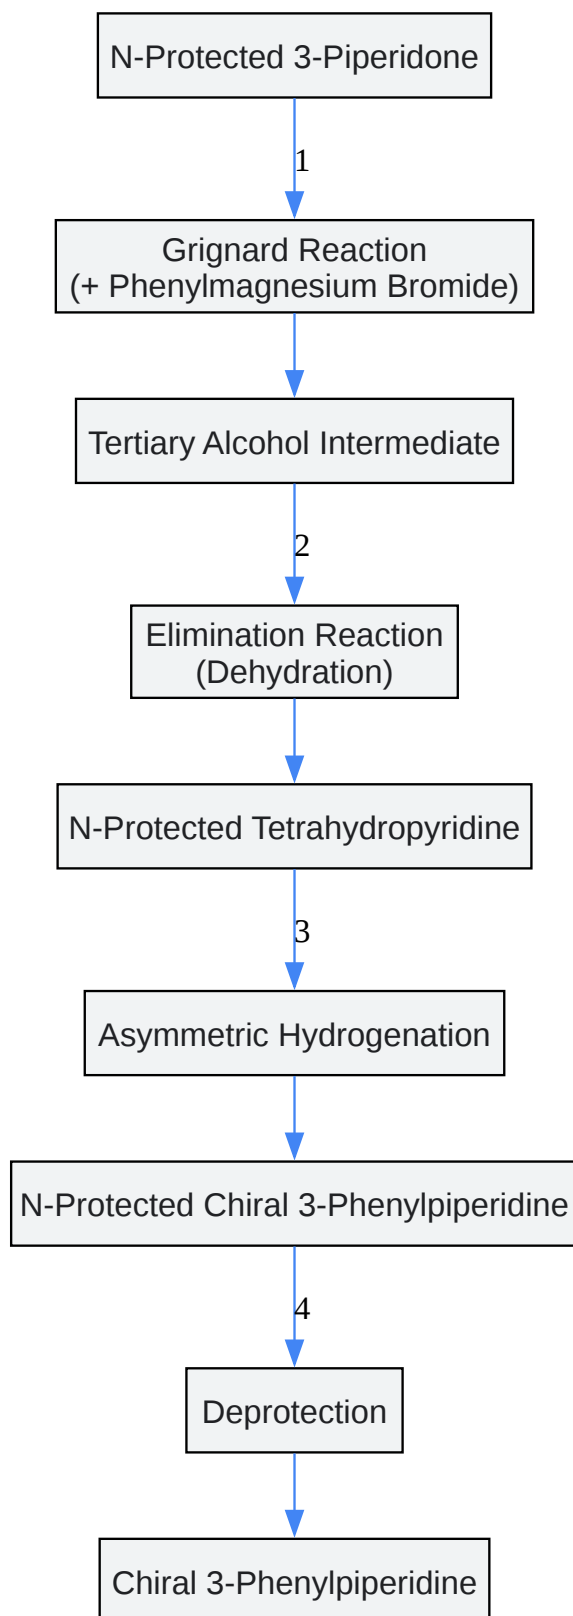 N-Protected 3-Piperidone
1
Grignard Reaction
(+ Phenylmagnesium Bromide)
Tertiary Alcohol Intermediate
2
Elimination Reaction
(Dehydration)
N-Protected Tetrahydropyridine
3
Asymmetric Hydrogenation
N-Protected Chiral 3-Phenylpiperidine
4
Deprotection
Chiral 3-Phenylpiperidine